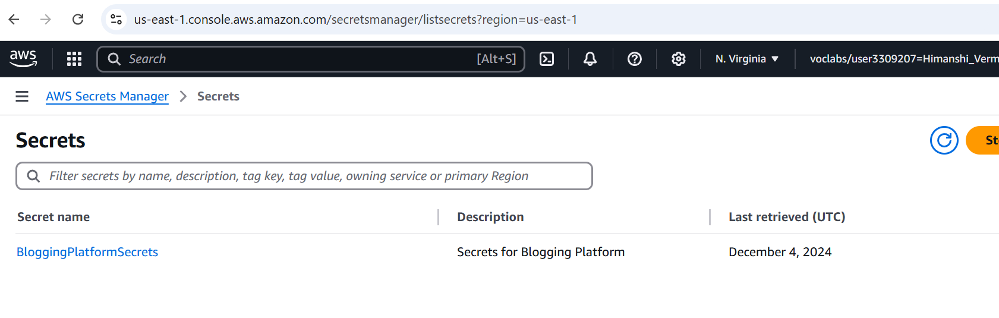 us-east-1.console.aws.amazon.com/secretsmanager/listsecrets?region=us-east-1
aws Search [Alt+S] N. Virginia voclabs/user3309207=Himanshi_Verm
AWS Secrets Manager > Secrets
Secrets
St
Filter secrets by name, description, tag key, tag value, owning service or primary Region
Secret name Description Last retrieved (UTC)
BloggingPlatformSecrets Secrets for Blogging Platform December 4, 2024